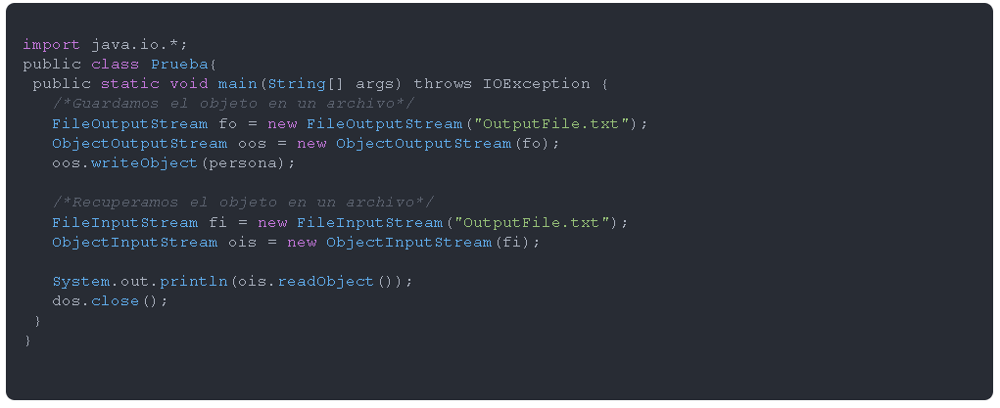 import java.io.*;
public class Prueba{
public static void main(String[] args) throws IOException {
/*Guardamos el objeto en un archivo*/
FileOutputStream fo = new FileOutputStream("OutputFile.txt");
ObjectOutputStream oos = new ObjectOutputStream(fo);
oos.writeObject(persona);
/*Recuperamos el objeto en un archivo*/
FileInputStream fi = new FileInputStream("OutputFile.txt");
ObjectInputStream ois = new ObjectInputStream(fi);
System.out.println(ois.readObject());
dos.close();
}
}